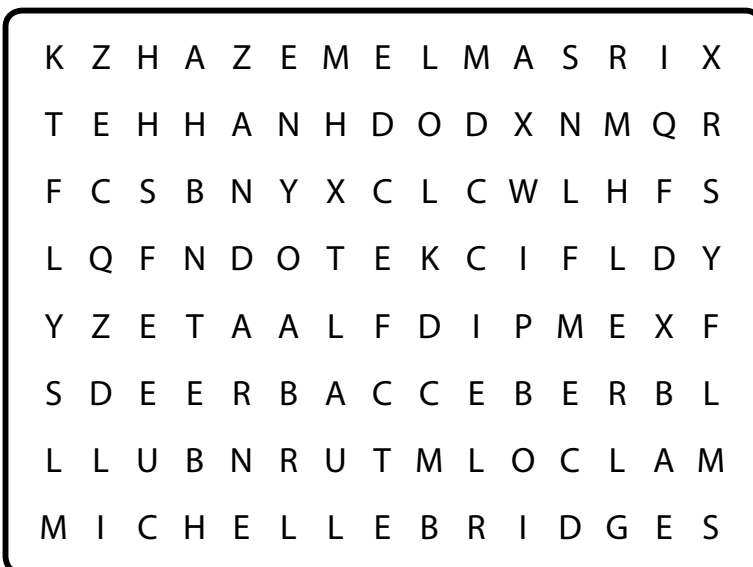 K Z H A Z E M E L M A S R I X
T E H H A N H D O D X N M Q R
F C S B N Y X C L C W L H F S
L Q F N D O T E K C I F L D Y
Y Z E T A A L F D I P M E X F
S D E E R B A C C E B E R B L
L L U B N R U T M L O C L A M
M I C H E L L E B R I D G E S